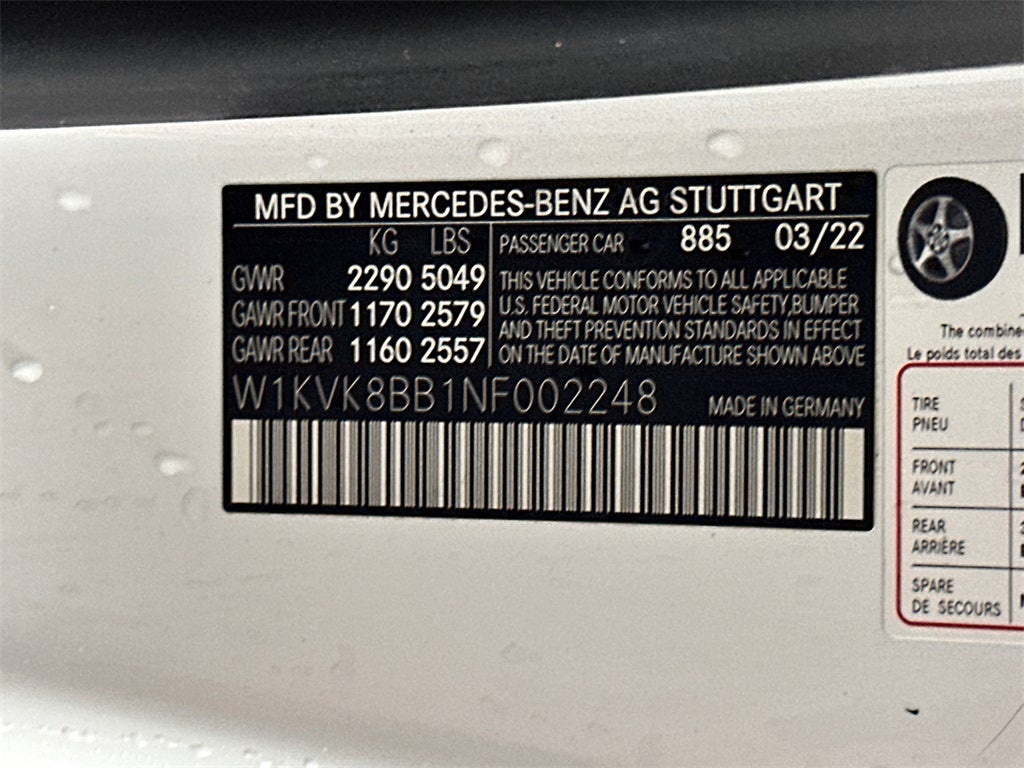 MFD BY MERCEDES-BENZ AG STUTTGART
KG LBS
GVWR 2290 5049
GAWR FRONT 1170 2579
GAWR REAR 1160 2557
PASSENGER CAR 885 03/22
THIS VEHICLE CONFORMS TO ALL APPLICABLE
U.S. FEDERAL MOTOR VEHICLE SAFETY,BUMPER
AND THEFT PREVENTION STANDARDS IN EFFECT
ON THE DATE OF MANUFACTURE SHOWN ABOVE
W1KVK8BB1NF002248
MADE IN GERMANY
The combine
Le poids total des
TIRE
PNEU
FRONT
AVANT
REAR
ARRIÈRE
SPARE
DE SECOURS